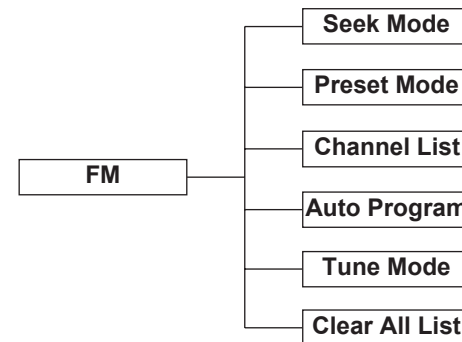 Seek Mode
Preset Mode
Channel List
FM
Auto Program
Tune Mode
Clear All List